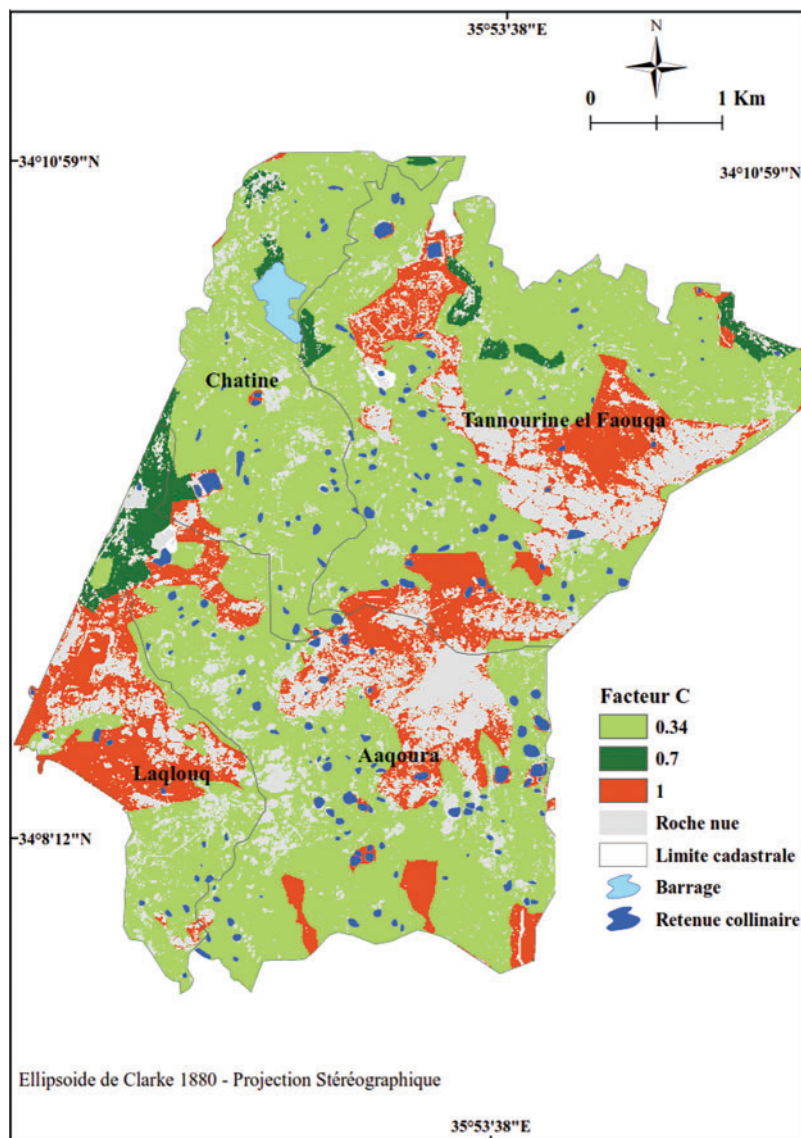 35°53'38"E
N
0 1 Km
34°10'59"N
34°10'59"N
Chatine
Tannourine el Faouqa
Facteur C
0.34
0.7
1
Roche nue
Limite cadastrale
Barrage
Retenue collinaire
Aaqoura
Laqlouq
34°8'12"N
Ellipsoide de Clarke 1880 - Projection Stéréographique
35°53'38"E